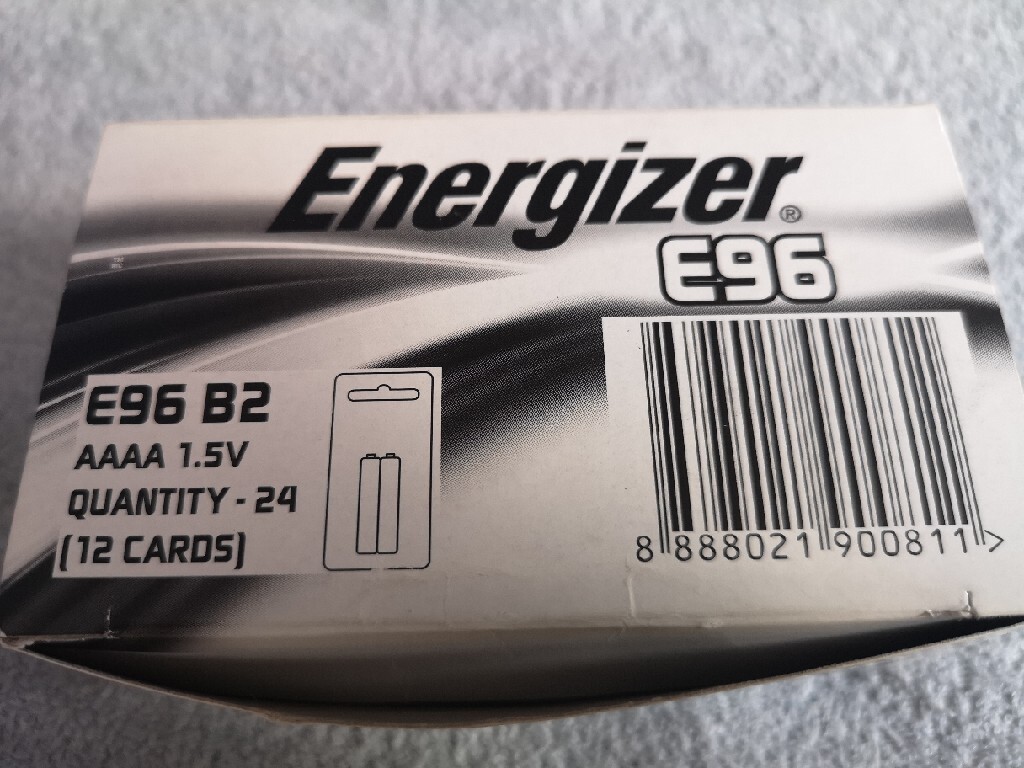 Energizer®
E96
E96 B2
AAAA 1.5V
QUANTITY - 24
(12 CARDS)
8 888021 900811 >